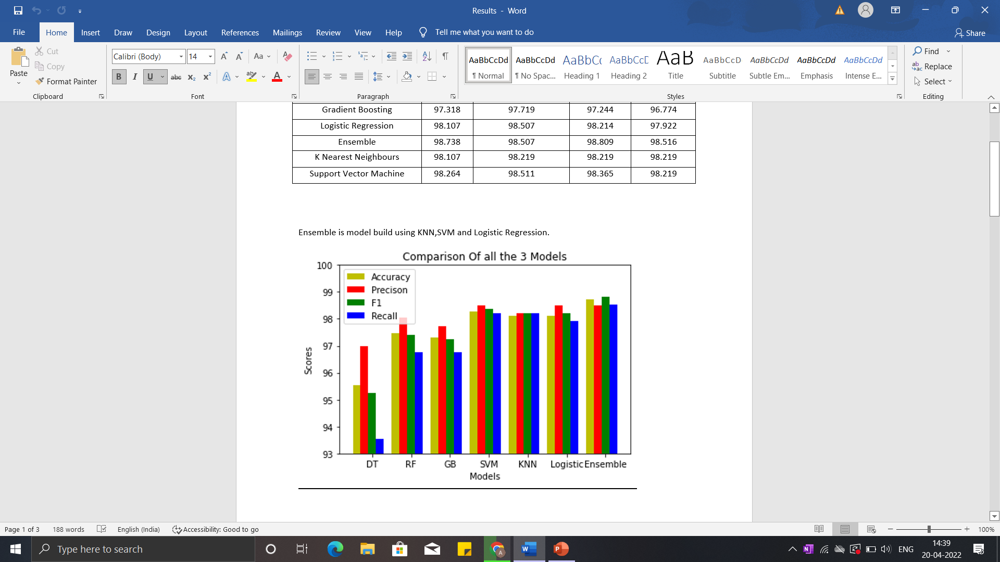 Results - Word
File Home Insert Draw Design Layout References Mailings Review View Help Tell me what you want to do Share
Paste
Cut
Copy
Format Painter
Clipboard
Calibri (Body) 14
Aa
B I U abc x₂ x² A ab A
Font
Paragraph
AaBbCcDd AaBbCcDd AaBbCc AaBbCcD AaB AaBbCcD AaBbCcDd AaBbCcDd AaBbCcDd
¶ Normal ¶ No Spac... Heading 1 Heading 2 Title Subtitle Subtle Em... Emphasis Intense E...
Styles
Find
Replace
Select
Editing
Gradient Boosting 97.318 97.719 97.244 96.774
Logistic Regression 98.107 98.507 98.214 97.922
Ensemble 98.738 98.507 98.809 98.516
K Nearest Neighbours 98.107 98.219 98.219 98.219
Support Vector Machine 98.264 98.511 98.365 98.219
Ensemble is model build using KNN,SVM and Logistic Regression.
Comparison Of all the 3 Models
Accuracy
Precison
F1
Recall
100
99
98
97
96
95
94
93
Scores
DT RF GB SVM KNN Logistic Ensemble
Models
Page 1 of 3 188 words English (India) Accessibility: Good to go 100%
Type here to search
ENG
14:39
20-04-2022